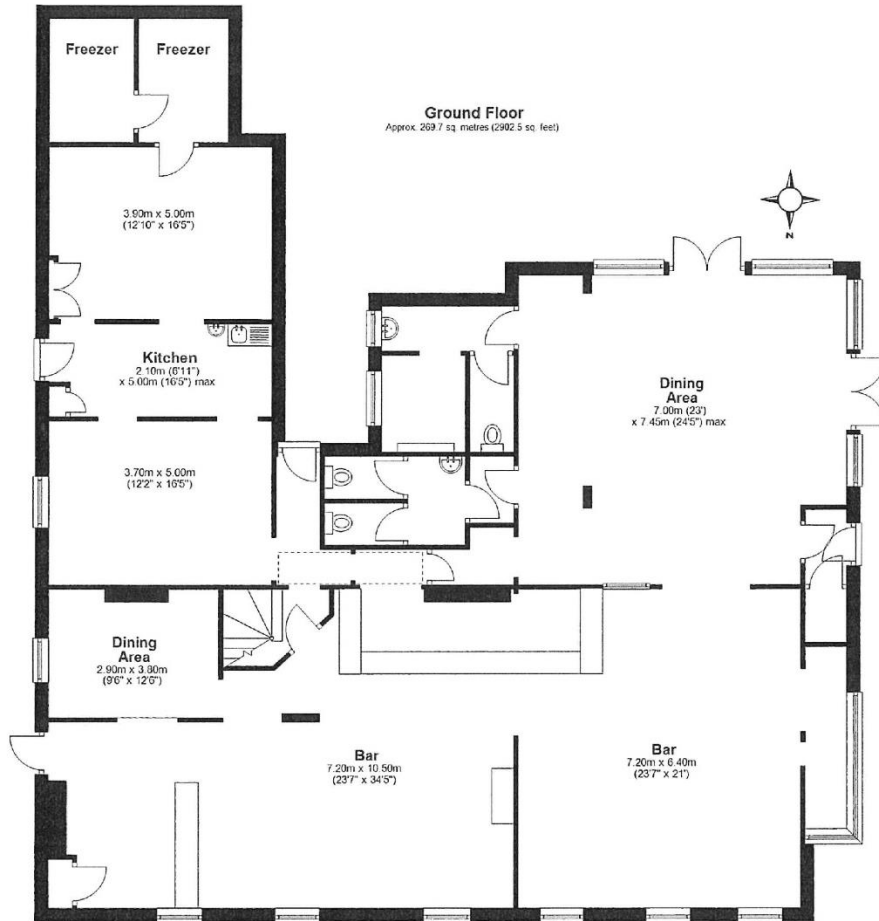 Freezer
Freezer
Ground Floor
Approx. 269.7 sq. metres (2902.5 sq. feet)
N
3.90m x 5.00m
(12'10" x 16'5")
Kitchen
2.10m (6'11")
x 5.00m (16'5") max
Dining
Area
7.00m (23')
x 7.45m (24'5") max
3.70m x 5.00m
(12'2" x 16'5")
Dining
Area
2.90m x 3.80m
(9'6" x 12'6")
Bar
7.20m x 10.50m
(23'7" x 34'5")
Bar
7.20m x 6.40m
(23'7" x 21')